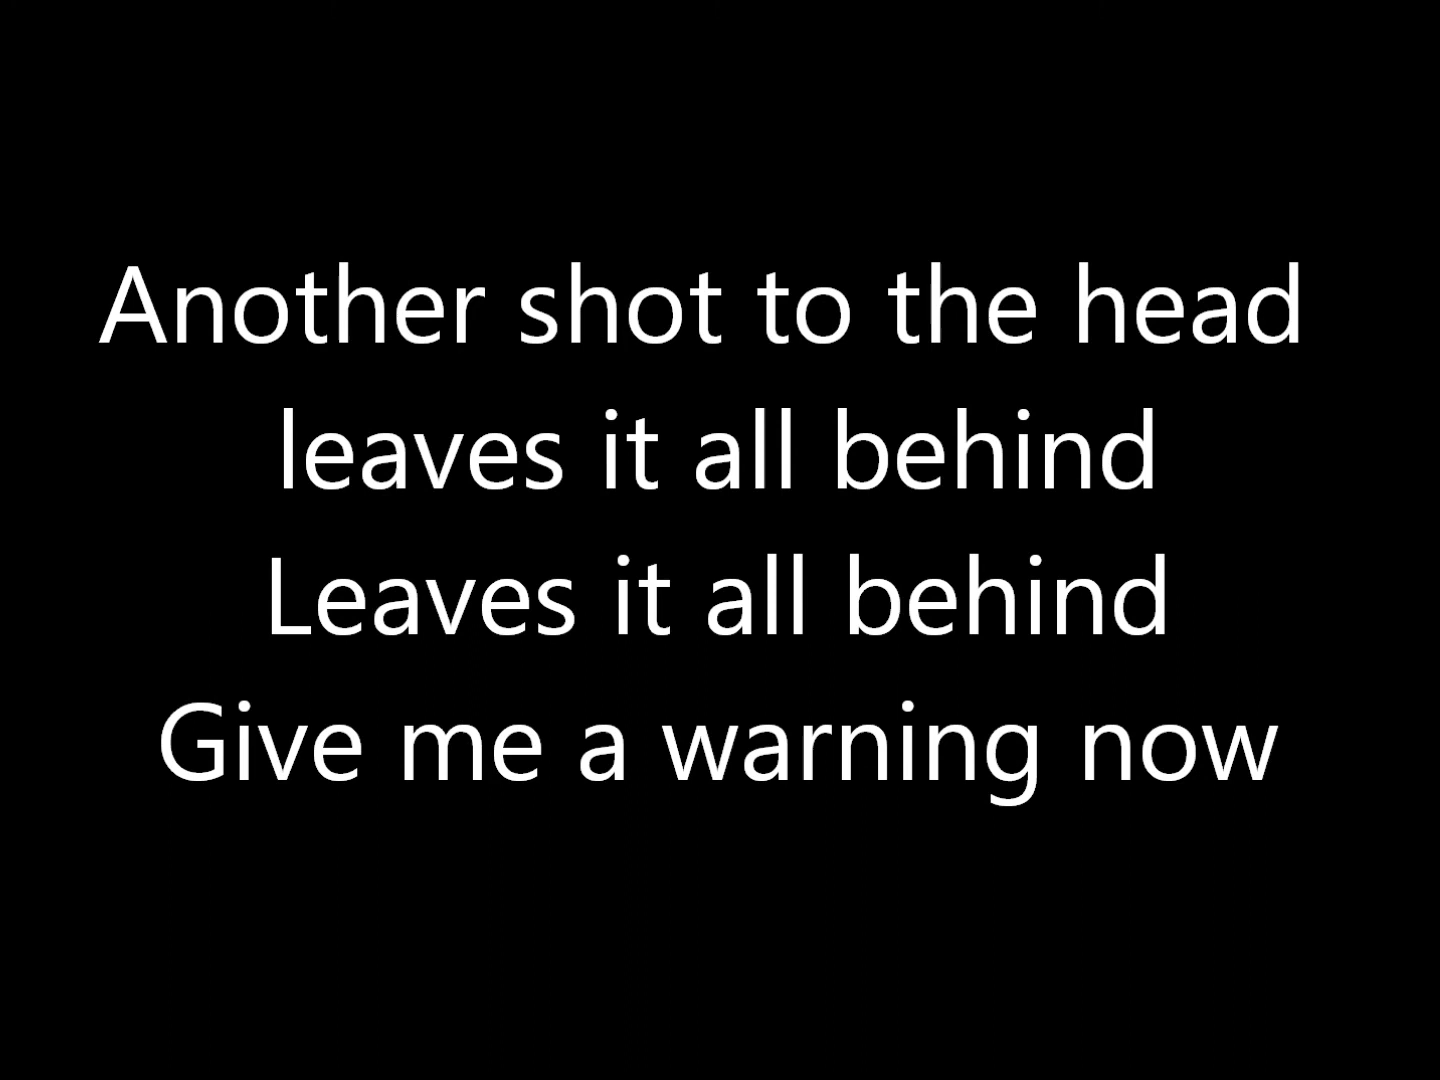 Another shot to the head
leaves it all behind
Leaves it all behind
Give me a warning now